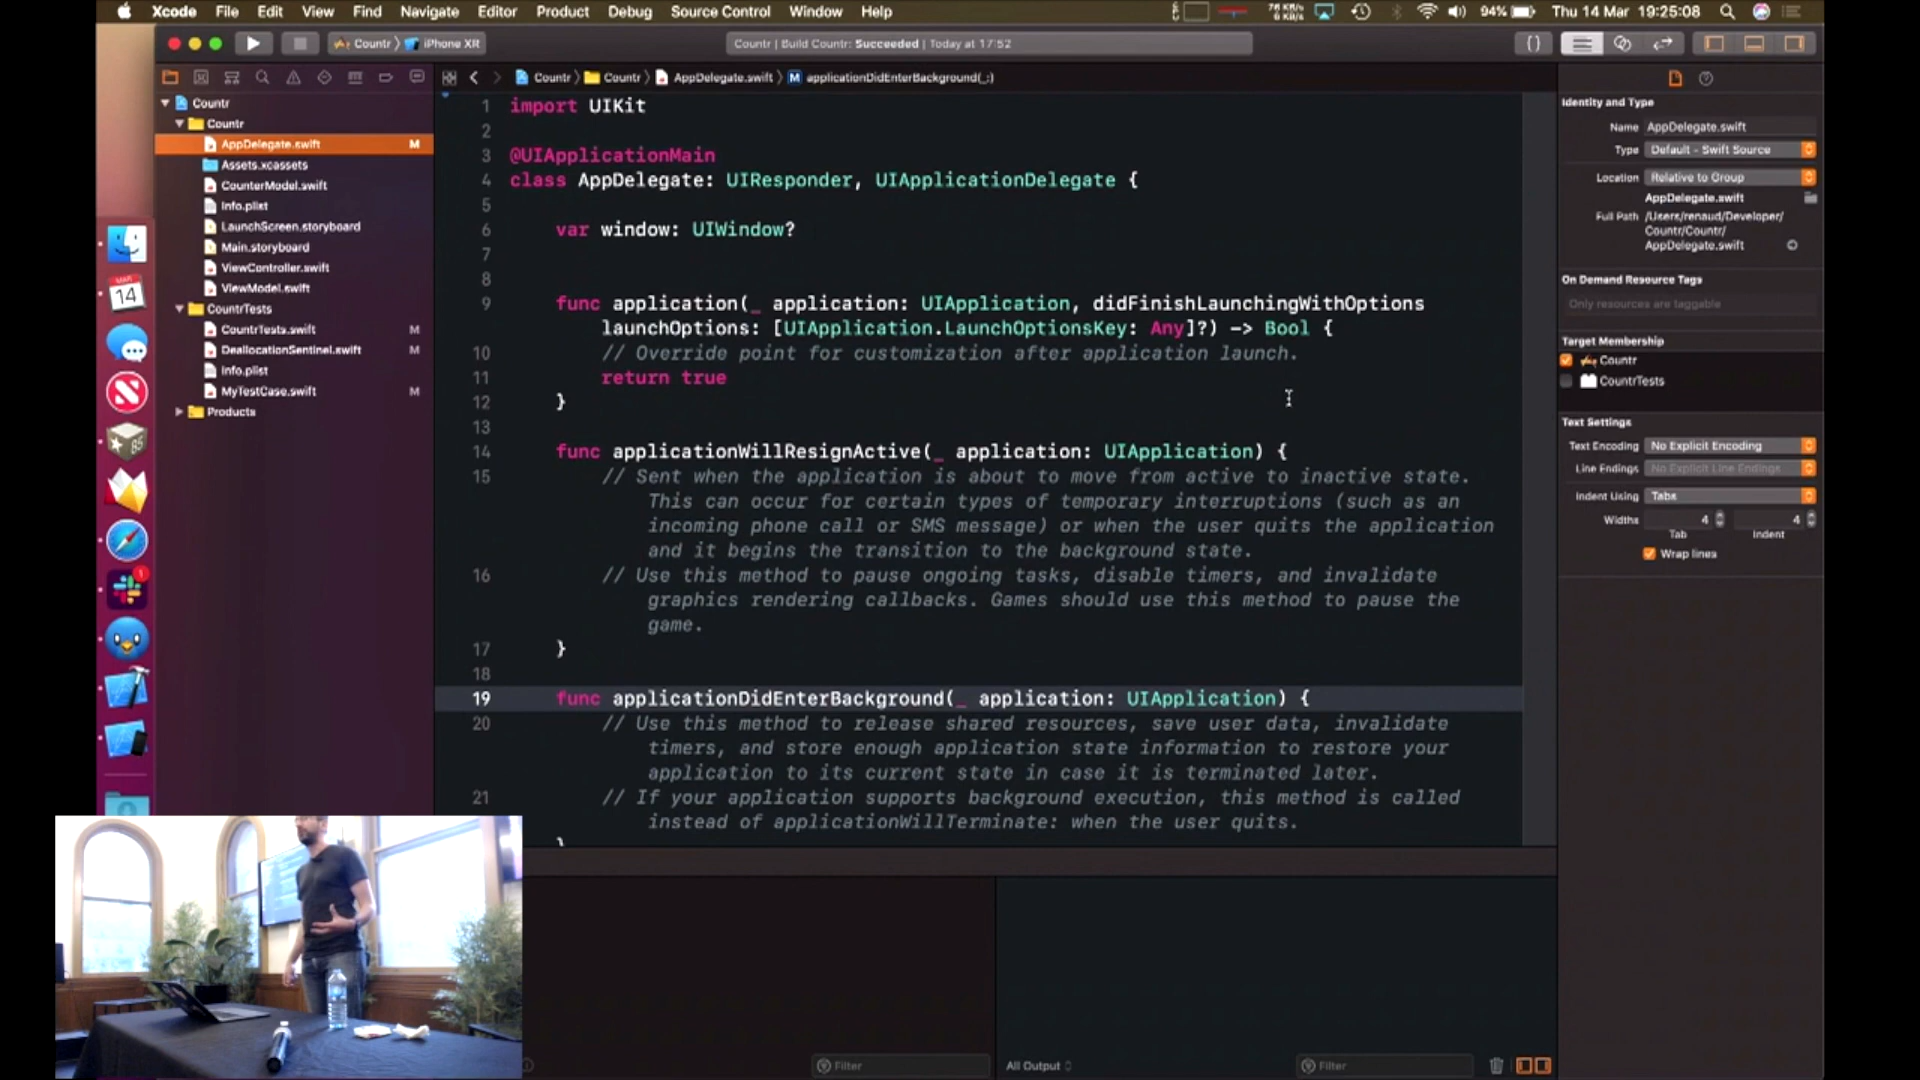 Xcode File Edit View Find Navigate Editor Product Debug Source Control Window Help
94% Thu 14 Mar 19:25:08
Countr iPhone XR
Countr | Build Countr: Succeeded | Today at 17:52
Countr Countr AppDelegate.swift M applicationDidEnterBackground(_:)
Countr
Countr
AppDelegate.swift M
Assets.xcassets
CounterModel.swift
Info.plist
LaunchScreen.storyboard
Main.storyboard
ViewController.swift
ViewModel.swift
CountrTests
CountrTests.swift M
DeallocationSentinel.swift M
Info.plist
MyTestCase.swift M
Products
MAR
14
1
1 import UIKit
2
3 @UIApplicationMain
4 class AppDelegate: UIResponder, UIApplicationDelegate {
5
6 var window: UIWindow?
7
8
9 func application(_ application: UIApplication, didFinishLaunchingWithOptions
launchOptions: [UIApplication.LaunchOptionsKey: Any]?) -> Bool {
10 // Override point for customization after application launch.
11 return true
12 }
13
14 func applicationWillResignActive(_ application: UIApplication) {
15 // Sent when the application is about to move from active to inactive state.
This can occur for certain types of temporary interruptions (such as an
incoming phone call or SMS message) or when the user quits the application
and it begins the transition to the background state.
16 // Use this method to pause ongoing tasks, disable timers, and invalidate
graphics rendering callbacks. Games should use this method to pause the
game.
17 }
18
19 func applicationDidEnterBackground(_ application: UIApplication) {
20 // Use this method to release shared resources, save user data, invalidate
timers, and store enough application state information to restore your
application to its current state in case it is terminated later.
21 // If your application supports background execution, this method is called
instead of applicationWillTerminate: when the user quits.
}
Identity and Type
Name AppDelegate.swift
Type Default - Swift Source
Location Relative to Group
AppDelegate.swift
Full Path /Users/renaud/Developer/
Countr/Countr/
AppDelegate.swift
On Demand Resource Tags
Only resources are taggable
Target Membership
Countr
CountrTests
Text Settings
Text Encoding No Explicit Encoding
Line Endings No Explicit Line Endings
Indent Using Tabs
Widths 4 4
Tab Indent
Wrap lines
Filter
All Output
Filter